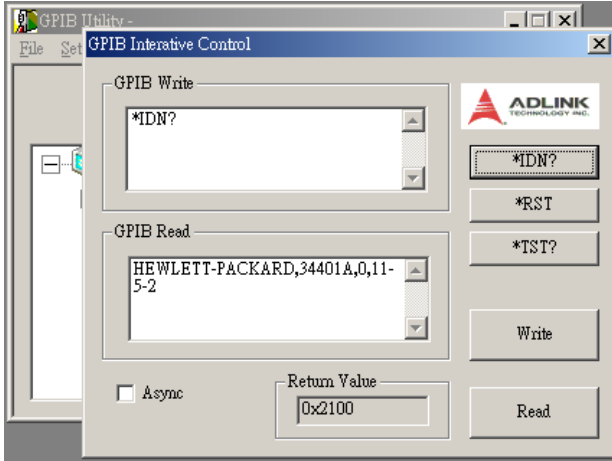 GPIB Utility -
File Set
GPIB Interative Control
GPIB Write
*IDN?
ADLINK
TECHNOLOGY INC.
*IDN?
*RST
*TST?
GPIB Read
HEWLETT-PACKARD,34401A,0,11-
5-2
Write
Async
Return Value
0x2100
Read